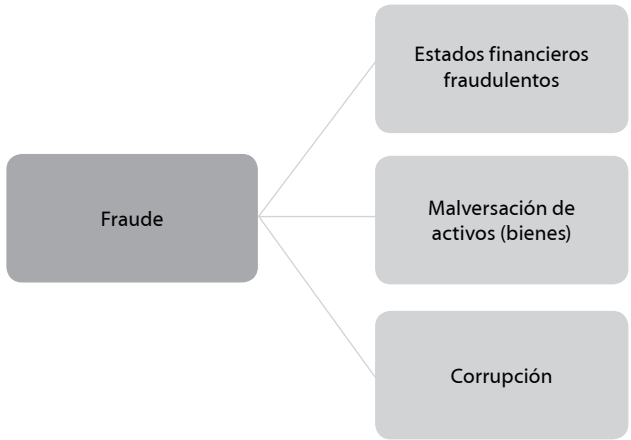 Estados financieros
fraudulentos
Fraude
Malversación de
activos (bienes)
Corrupción